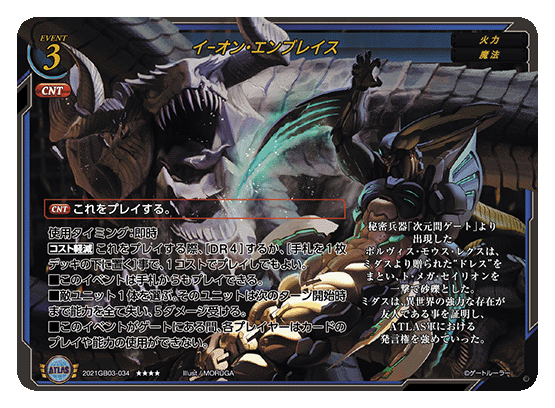 EVENT
3
CNT
イーオン・エンブレイス
火力
魔法
CNT これをプレイする。
使用タイミング:即時
コスト軽減 これをプレイする際、[DR4]するか、[手札を1枚
デッキの下に置く]事で、1コストでプレイしてもよい。
■このイベントは手札からもプレイできる。
■敵ユニット1体を選ぶ。そのユニットは次のターン開始時
まで能力を全て失い、5ダメージ受ける。
■このイベントがゲートにある間、各プレイヤーはカードの
プレイや能力の使用ができない。
秘密兵器「次元間ゲート」より
出現した
ボルヴィス・モウス・レクスは、
ミダスより贈られた“ドレス”を
まとい、ト・メガ・セイリオンを
一撃で砂礫とした。
ミダスは、異世界の強力な存在が
友人である事を証明し、
ATLAS軍における
発言権を強めていった。
ATLAS
2021GB03-034 ★★★★ Illust / MORUGA
©ゲートルーラー